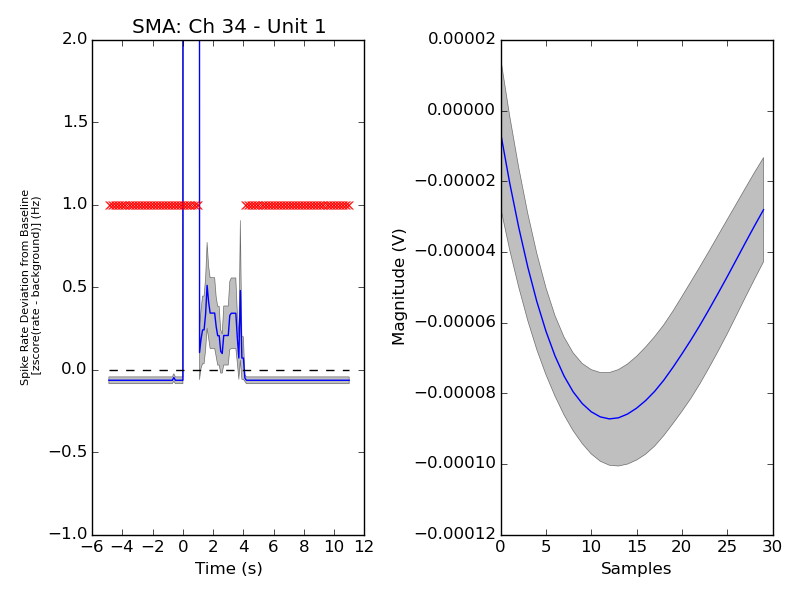 SMA: Ch 34 - Unit 1
Spike Rate Deviation from Baseline
[zscore(rate - background)] (Hz)
2.0
1.5
1.0
0.5
0.0
−0.5
−1.0
−6 −4 −2 0 2 4 6 8 10 12
Time (s)
Magnitude (V)
0.00002
0.00000
−0.00002
−0.00004
−0.00006
−0.00008
−0.00010
−0.00012
0 5 10 15 20 25 30
Samples